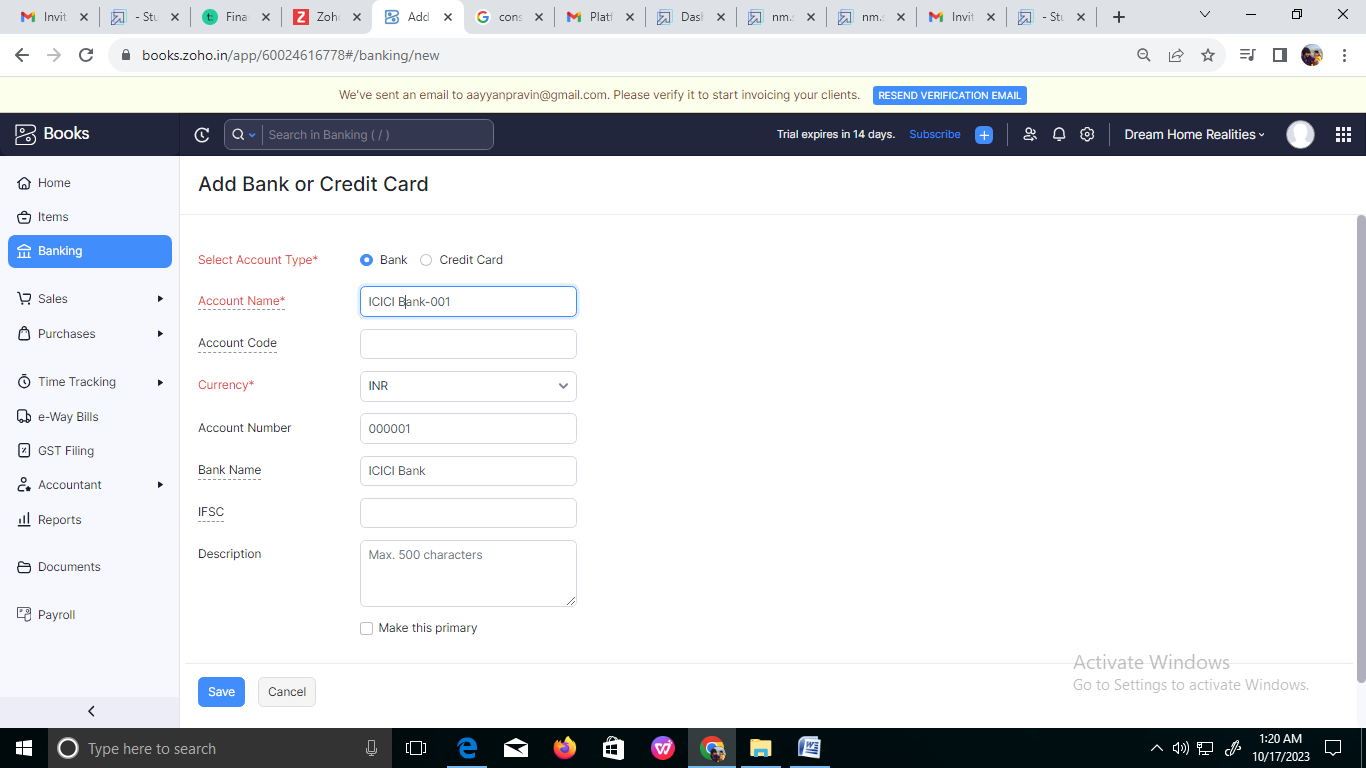 Invit
- Stu
Fina
Zoho
Add
cons
Platf
Dash
nm.s
nm.s
Invit
- Stu
books.zoho.in/app/60024616778#/banking/new
We've sent an email to aayyanpravin@gmail.com. Please verify it to start invoicing your clients. RESEND VERIFICATION EMAIL
Books
Search in Banking ( / )
Trial expires in 14 days. Subscribe
Dream Home Realities
Home
Items
Banking
Sales
Purchases
Time Tracking
e-Way Bills
GST Filing
Accountant
Reports
Documents
Payroll
Add Bank or Credit Card
Select Account Type* Bank Credit Card
Account Name* ICICI Bank-001
Account Code
Currency* INR
Account Number 000001
Bank Name ICICI Bank
IFSC
Description Max. 500 characters
Make this primary
Save Cancel
Activate Windows
Go to Settings to activate Windows.
Type here to search
1:20 AM
10/17/2023